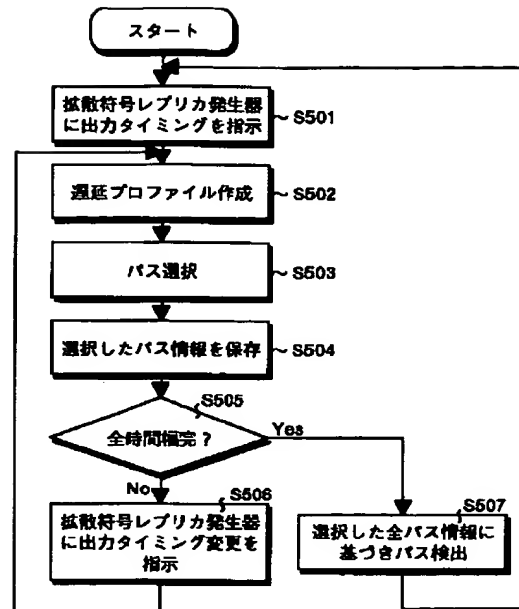 スタート
拡散符号レプリカ発生器
に出力タイミングを指示
S501
遅延プロファイル作成
S502
パス選択
S503
選択したパス情報を保存
S504
S505
全時間幅完？
Yes
No
S506
拡散符号レプリカ発生器
に出力タイミング変更を
指示
S507
選択した全パス情報に
基づきパス検出